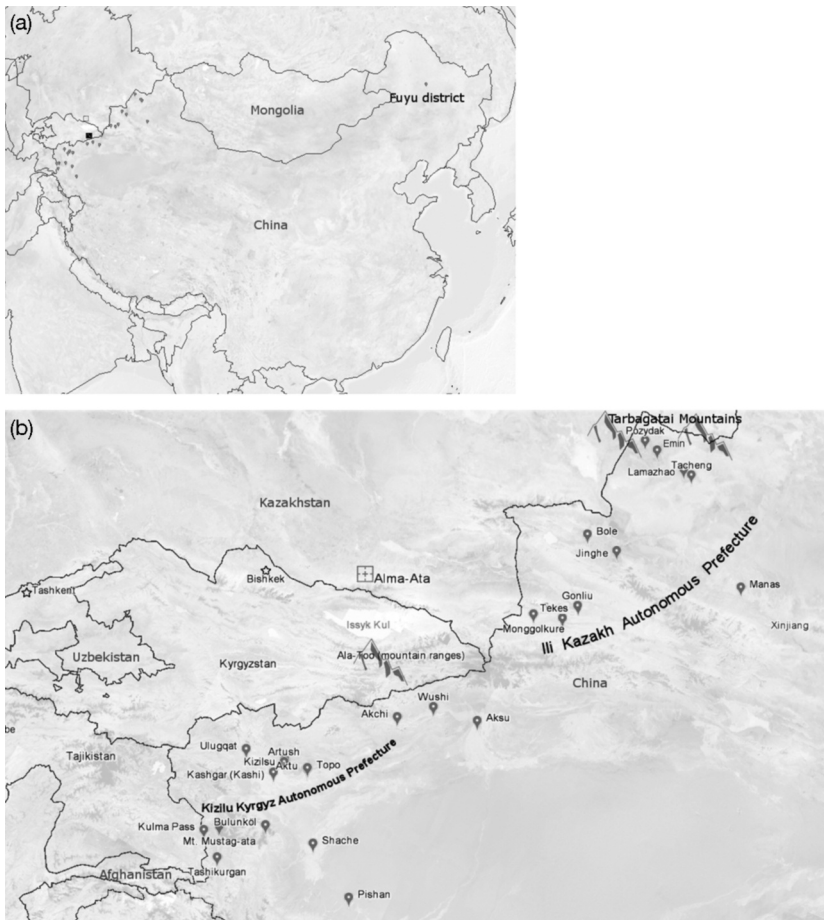 (a)
Mongolia
Fuyu district
China
(b)
Tarbagatai Mountains
Pozydak
Emin
Tacheng
Lamazhao
Kazakhstan
Bole
Jinghe
Alma-Ata
Bishkek
Tashkent
Manas
Gonliu
Tekes
Monggolkure
Issyk Kul
Ili Kazakh Autonomous Prefecture
Xinjiang
Uzbekistan
Kyrgyzstan
Ala-Too (mountain ranges)
China
Wushi
Akchi
Aksu
Ulugqat
Artush
Kizilsu
Aktu
Topo
Kashgar (Kashi)
Tajikistan
Kizilu Kyrgyz Autonomous Prefecture
Kulma Pass
Bulunköl
Mt. Mustag-ata
Shache
Tashikurgan
Afghanistan
Pishan